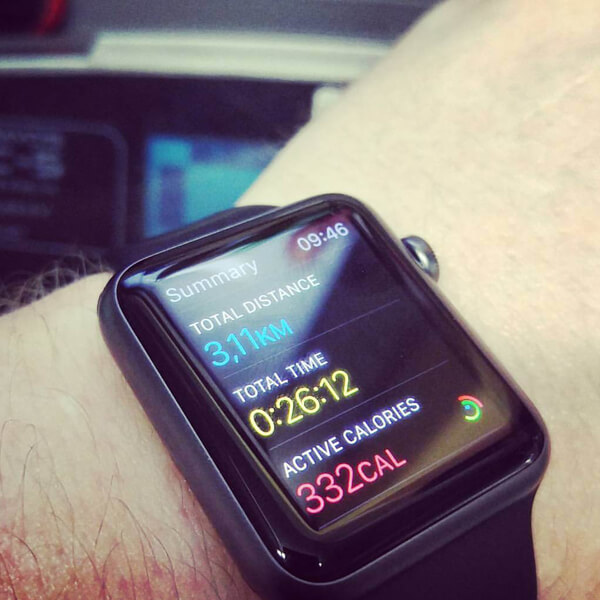 09:46
Summary
TOTAL DISTANCE
3,11KM
TOTAL TIME
0:26:12
ACTIVE CALORIES
332CAL